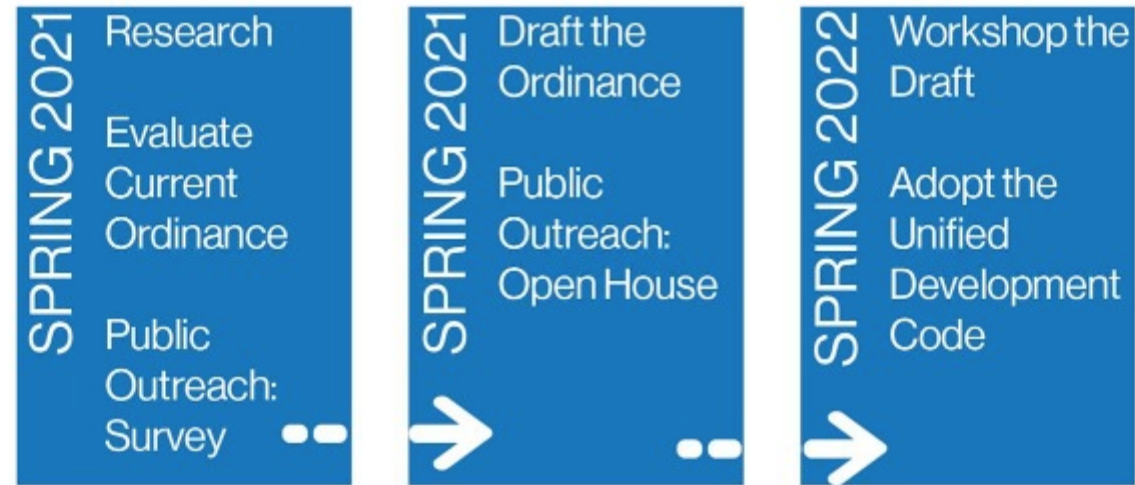 SPRING 2021
Research
Evaluate
Current
Ordinance
Public
Outreach:
Survey
SPRING 2021
Draft the
Ordinance
Public
Outreach:
Open House
SPRING 2022
Workshop the
Draft
Adopt the
Unified
Development
Code